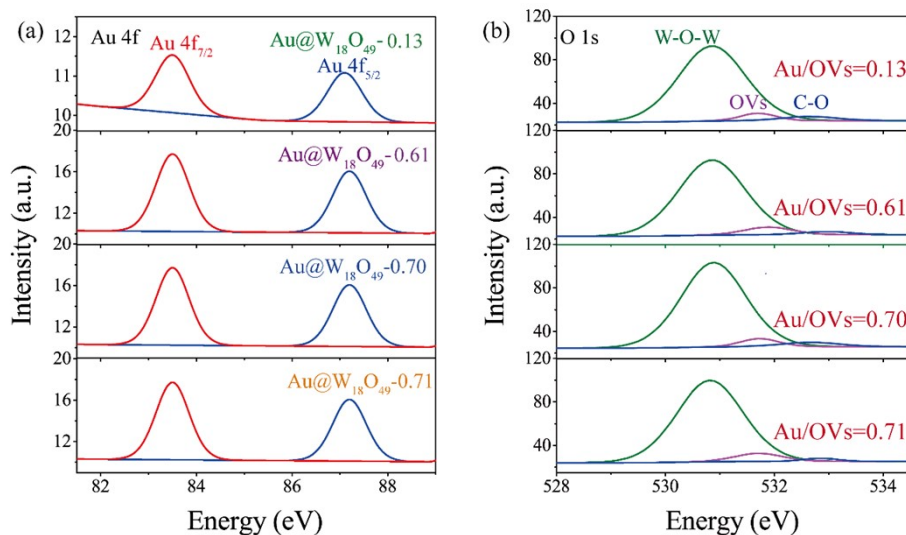 (a)
Au 4f
Au 4f7/2
Au@W18O49-0.13
Au 4f5/2
12
11
10
20
Au@W18O49-0.61
16
12
20
Au@W18O49-0.70
16
12
20
Au@W18O49-0.71
16
12
82
84
86
88
Intensity (a.u.)
Energy (eV)
(b)
O 1s
W-O-W
Au/OVs=0.13
OVs
C-O
120
80
40
120
Au/OVs=0.61
80
40
120
Au/OVs=0.70
80
40
120
Au/OVs=0.71
80
40
528
530
532
534
Intensity (a.u.)
Energy (eV)